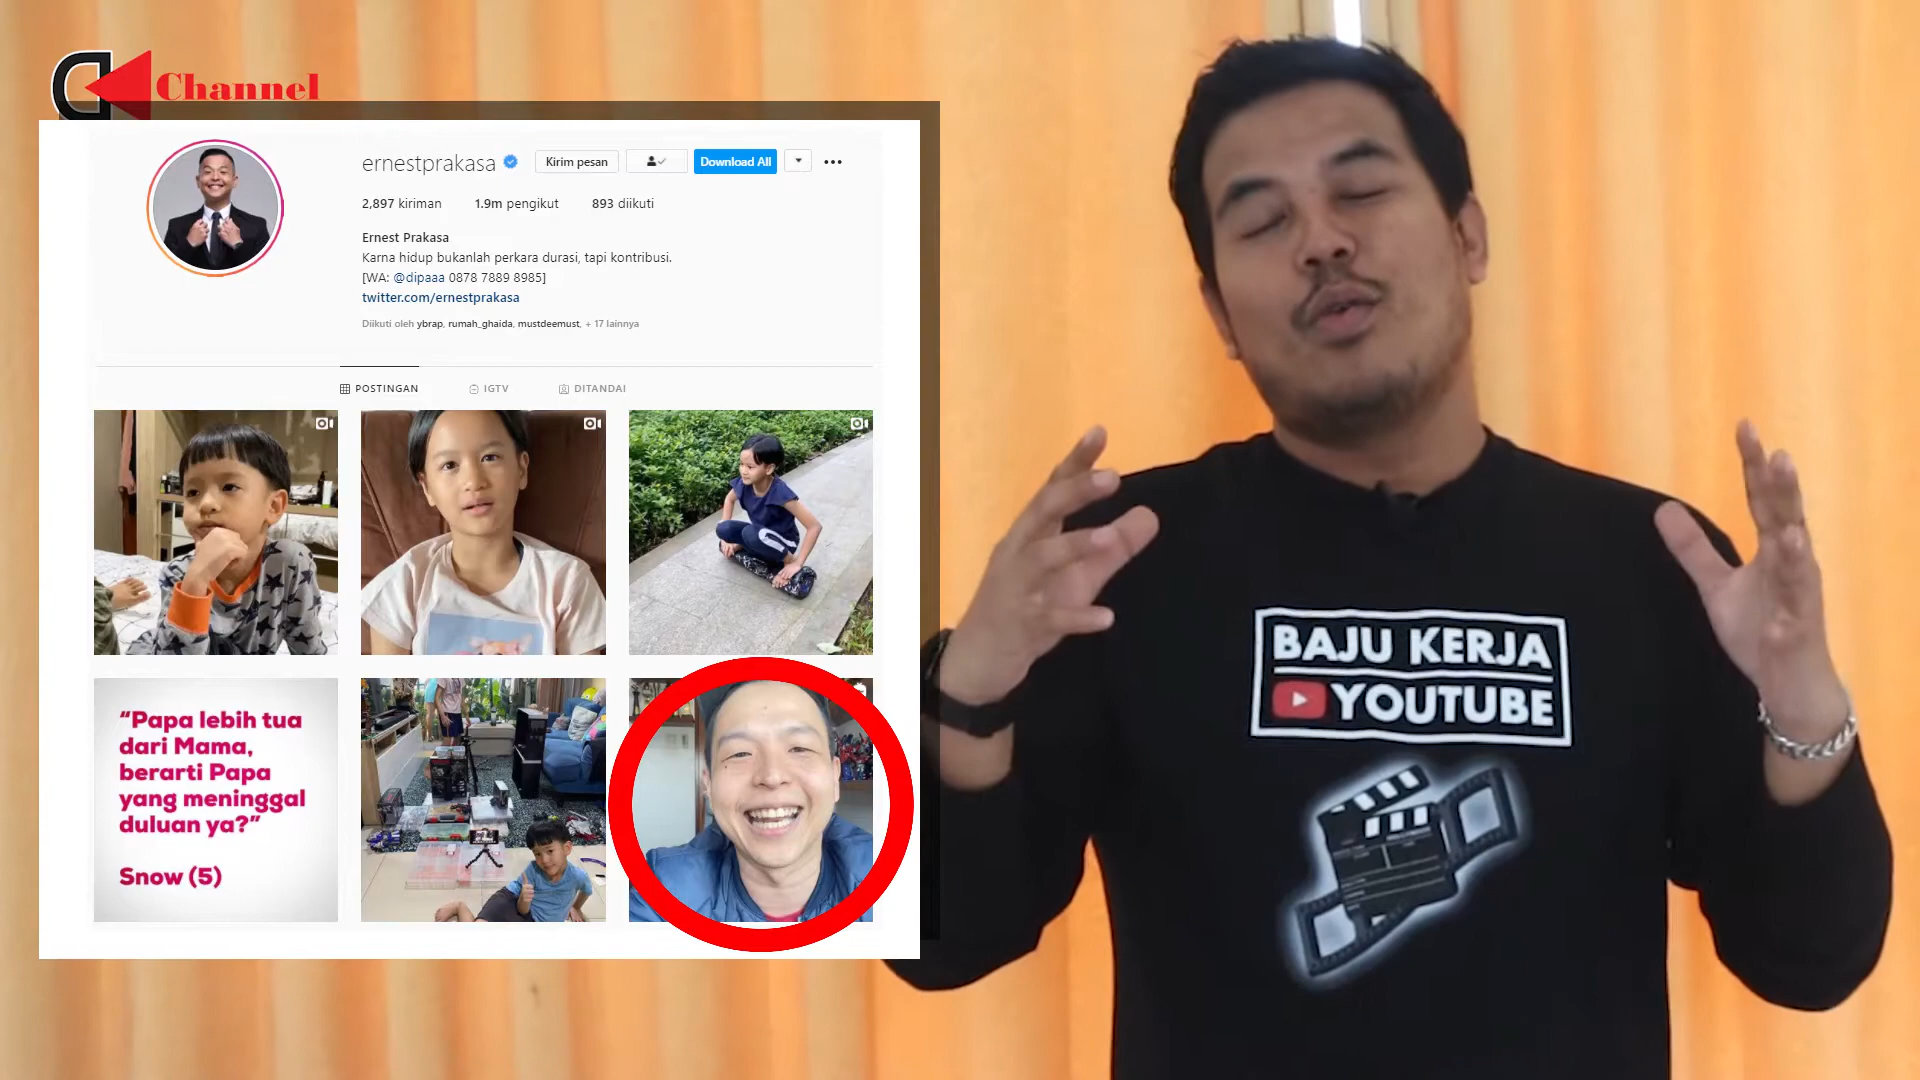 Channel
ernestprakasa
Kirim pesan
Download All
2,897 kiriman
1.9m pengikut
893 diikuti
Ernest Prakasa
Karna hidup bukanlah perkara durasi, tapi kontribusi.
[WA: @dipaaa 0878 7889 8985]
twitter.com/ernestprakasa
Diikuti oleh ybrap, rumah_ghaida, mustdeemust, + 17 lainnya
POSTINGAN
IGTV
DITANDAI
“Papa lebih tua
dari Mama,
berarti Papa
yang meninggal
duluan ya?”
Snow (5)
BAJU KERJA
YOUTUBE